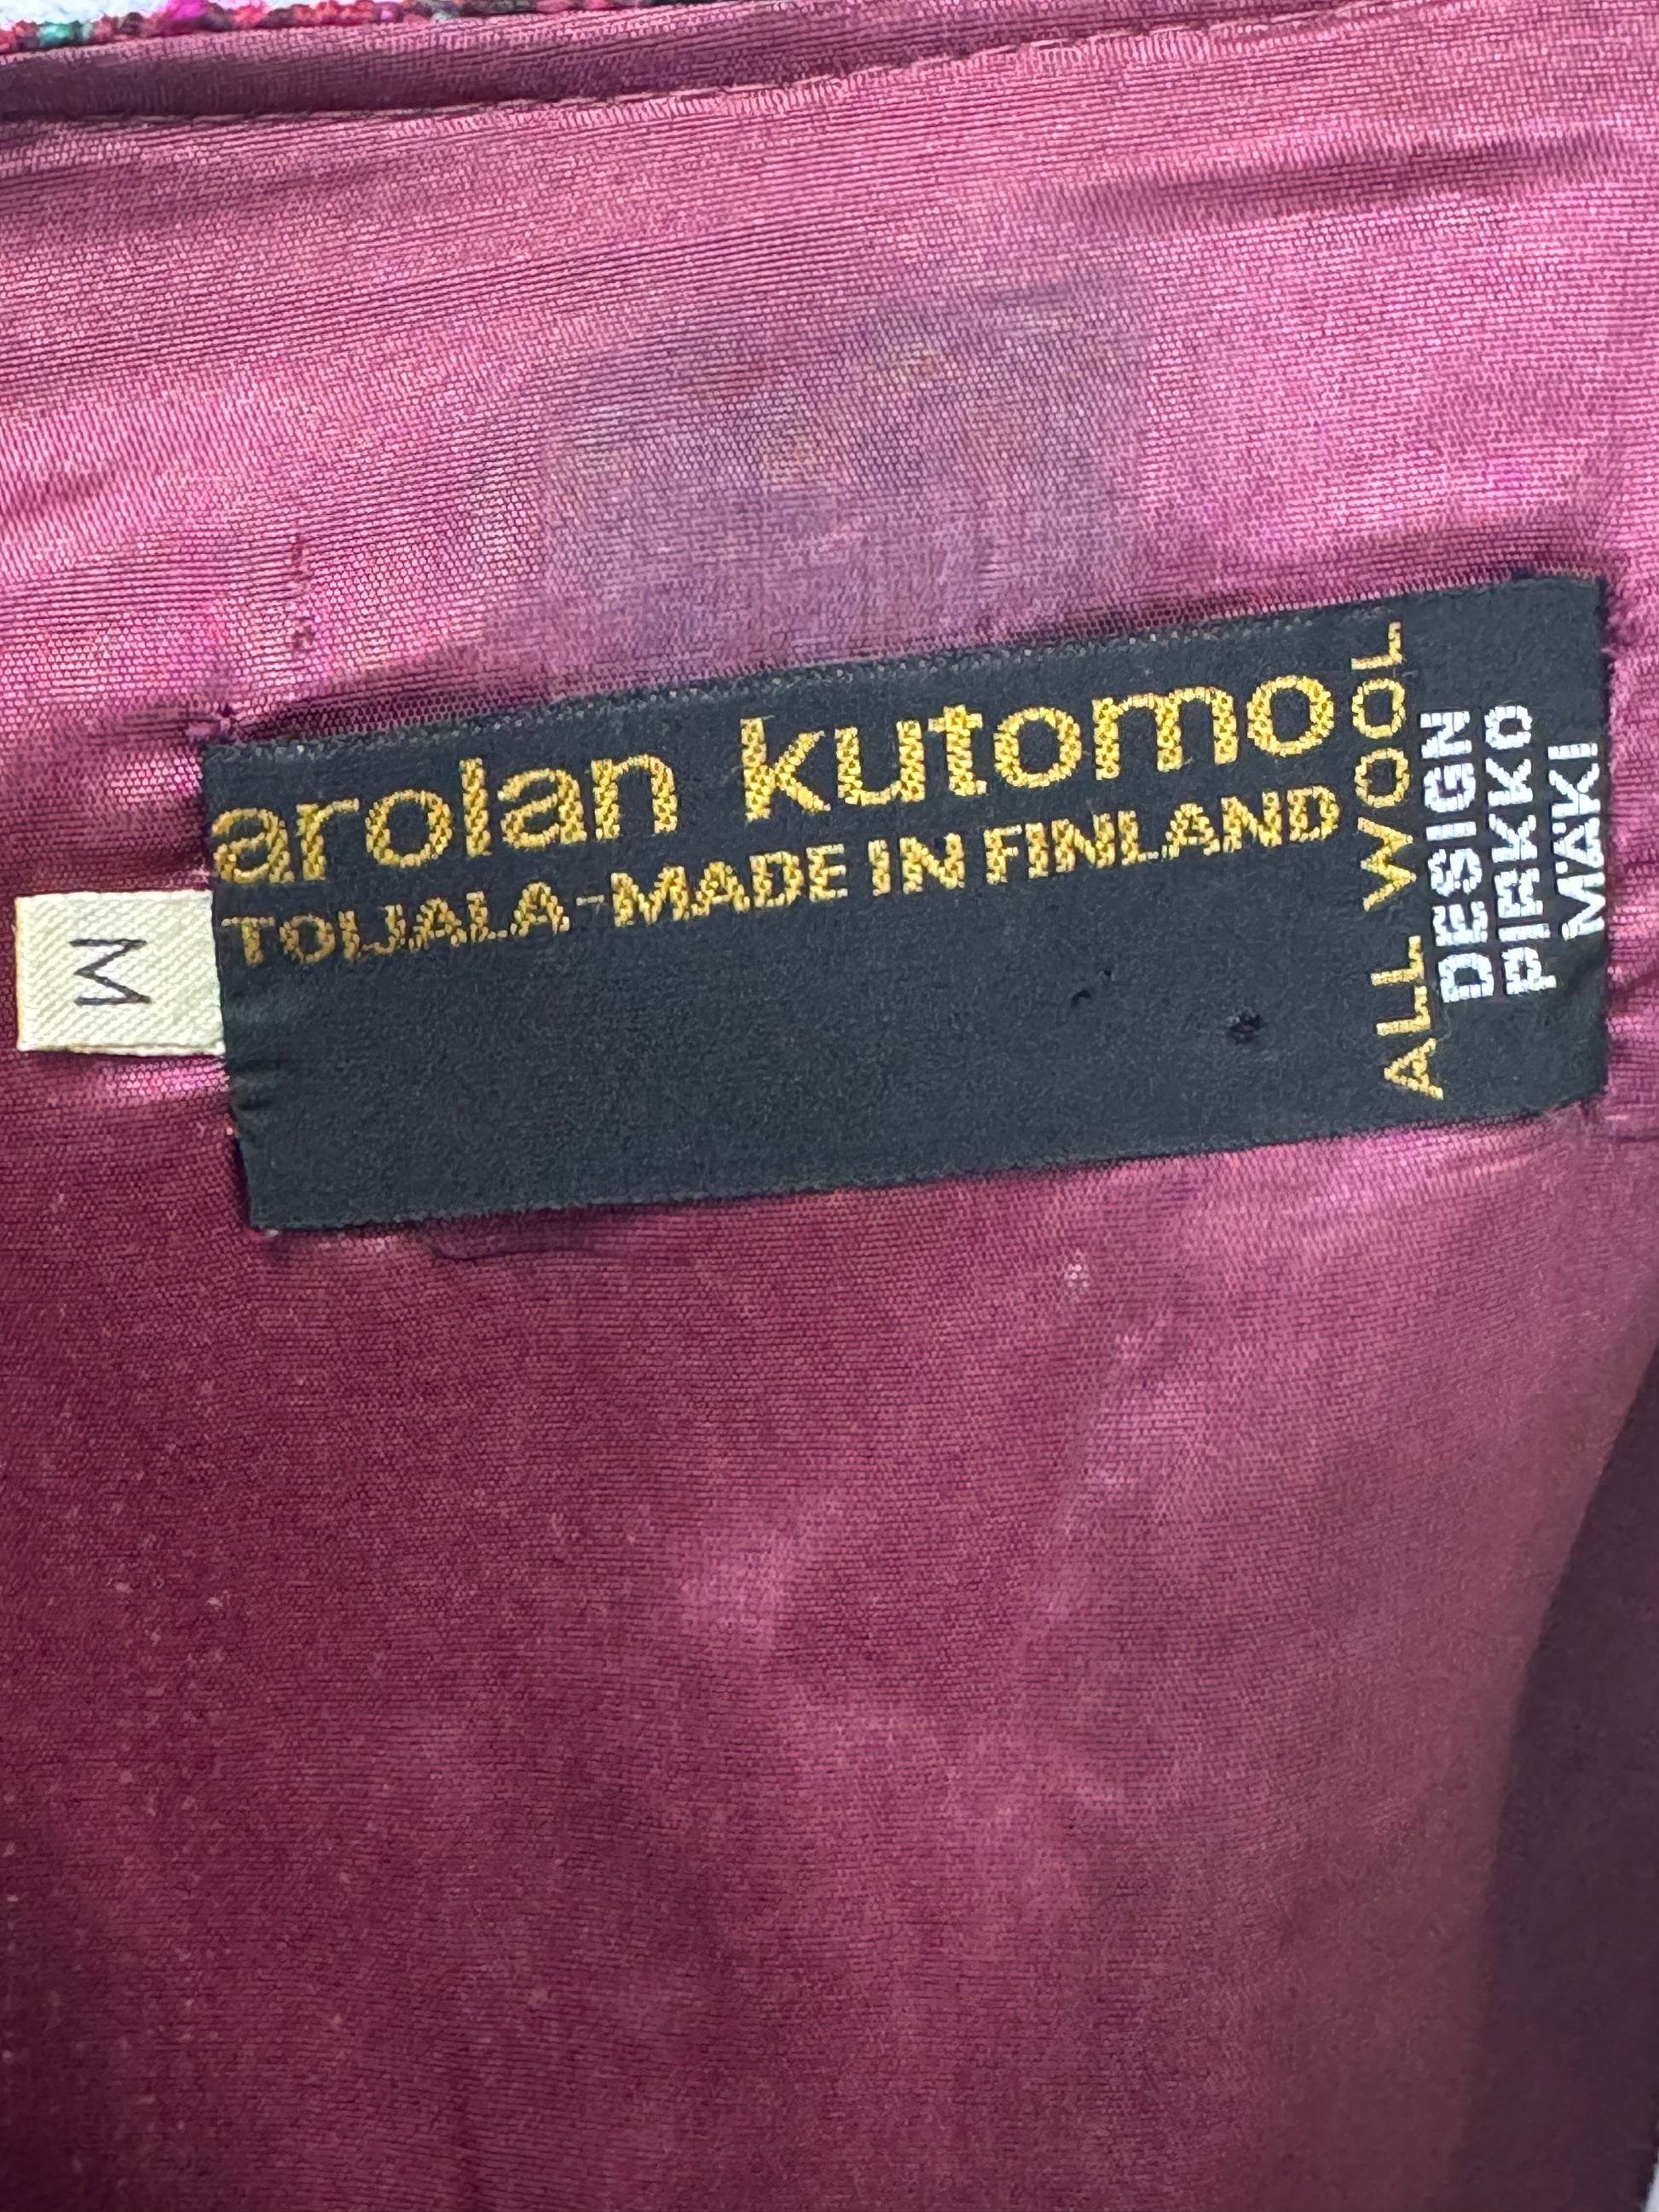 arolan kutomo
TOIJALA-MADE IN FINLAND
ALL WOOL
DESIGN
PIRKKO
MÄKI
M